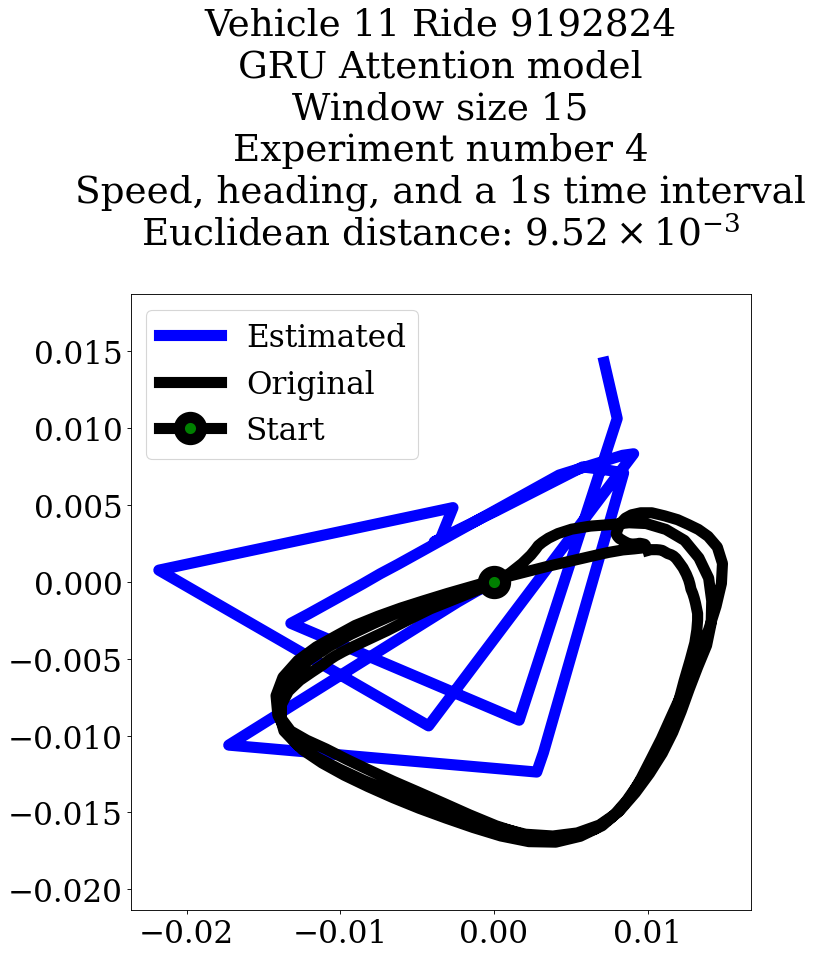 Vehicle 11 Ride 9192824
GRU Attention model
Window size 15
Experiment number 4
Speed, heading, and a 1s time interval
Euclidean distance: 9.52 × 10⁻³
Estimated
Original
Start
0.015
0.010
0.005
0.000
−0.005
−0.010
−0.015
−0.020
−0.02 −0.01 0.00 0.01